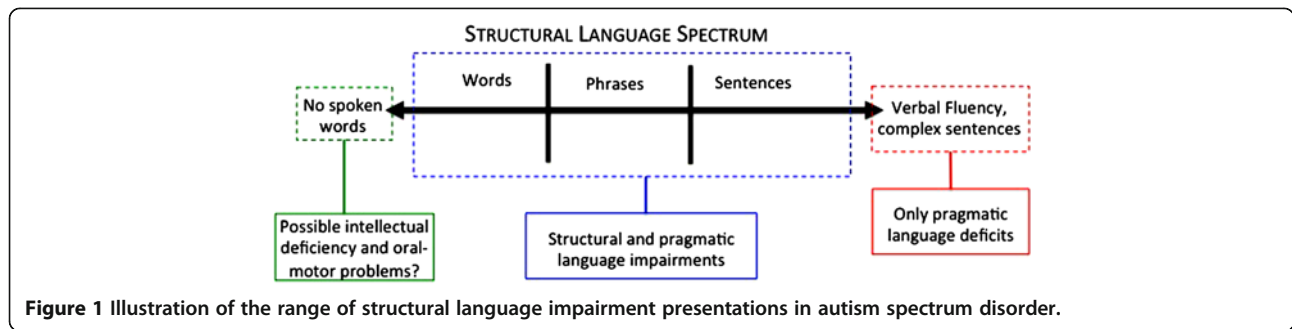 STRUCTURAL LANGUAGE SPECTRUM
Words
Phrases
Sentences
No spoken
words
Verbal Fluency,
complex sentences
Possible intellectual
deficiency and oral-
motor problems?
Structural and pragmatic
language impairments
Only pragmatic
language deficits
Figure 1 Illustration of the range of structural language impairment presentations in autism spectrum disorder.